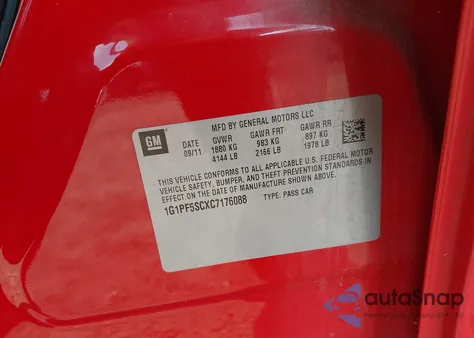 MFD BY GENERAL MOTORS LLC
GM DATE GVWR GAWR FRT GAWR RR
09/11 1880 KG 983 KG 897 KG
4144 LB 2166 LB 1978 LB
THIS VEHICLE CONFORMS TO ALL APPLICABLE U.S. FEDERAL MOTOR
VEHICLE SAFETY, BUMPER, AND THEFT PREVENTION STANDARDS IN
EFFECT ON THE DATE OF MANUFACTURE SHOWN ABOVE.
1G1PF5SCXC7176088 TYPE: PASS CAR
autoSnap